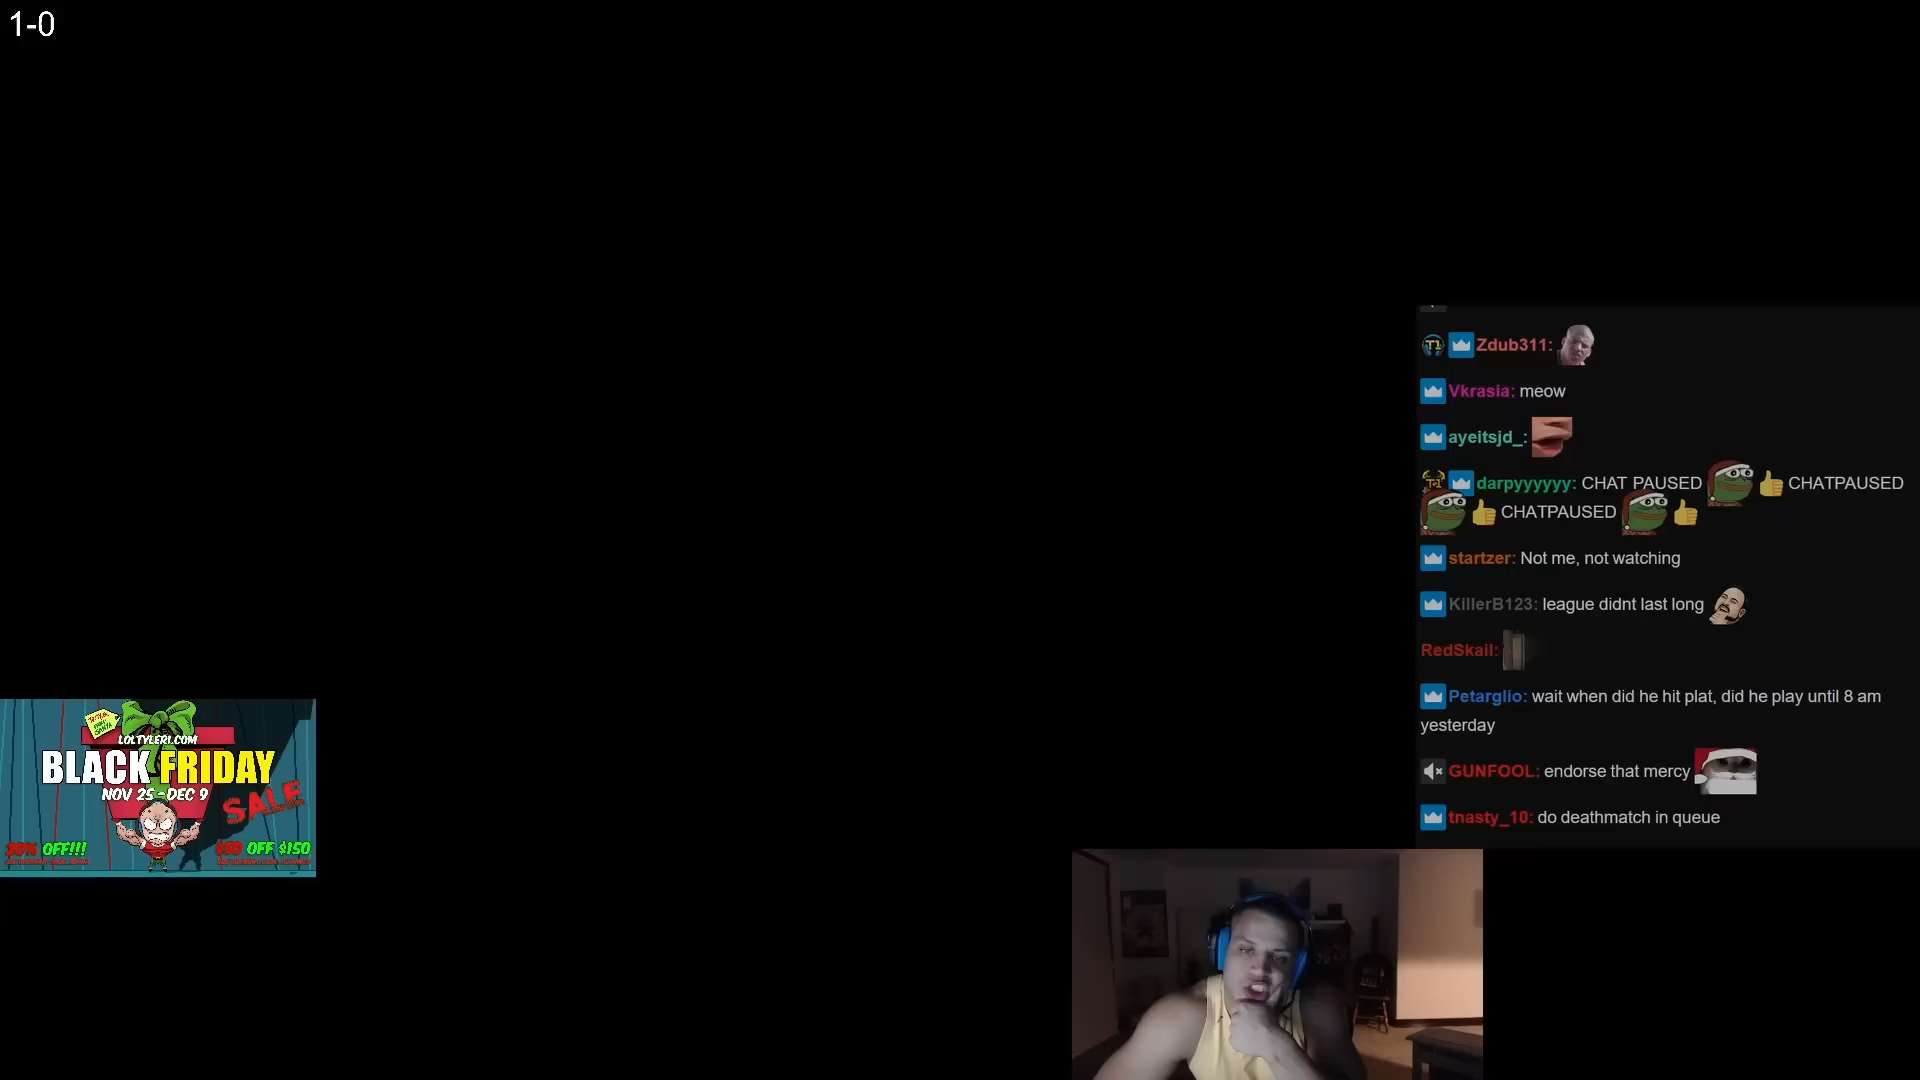 1-0
Zdub311:
Vkrasia: meow
ayeitsjd_:
darpyyyyyy: CHAT PAUSED CHATPAUSED
CHATPAUSED
startzer: Not me, not watching
KillerB123: league didnt last long
RedSkail:
Petarglio: wait when did he hit plat, did he play until 8 am
yesterday
GUNFOOL: endorse that mercy
tnasty_10: do deathmatch in queue
LOLTYLER1.COM
BLACK FRIDAY
NOV 25 - DEC 9
SALE
OFF!!!
$50 OFF $150